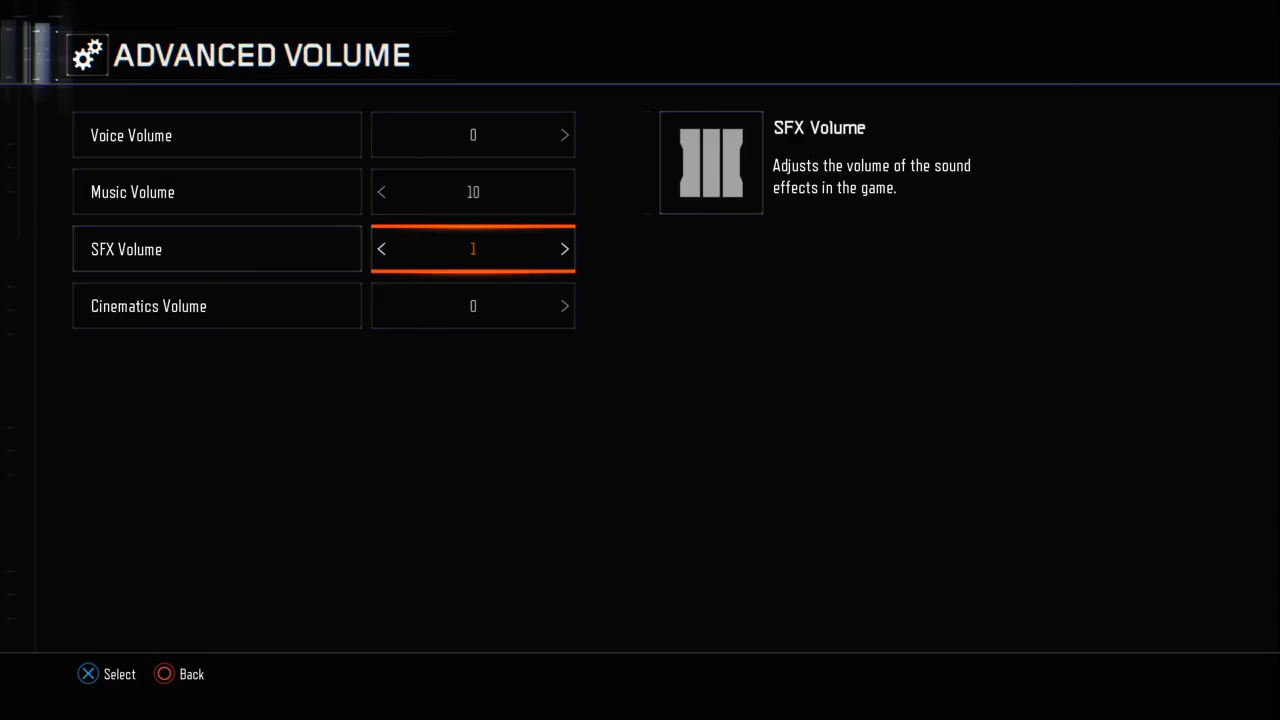 ADVANCED VOLUME
Voice Volume
0
Music Volume
10
SFX Volume
1
Cinematics Volume
0
SFX Volume
Adjusts the volume of the sound
effects in the game.
Select
Back